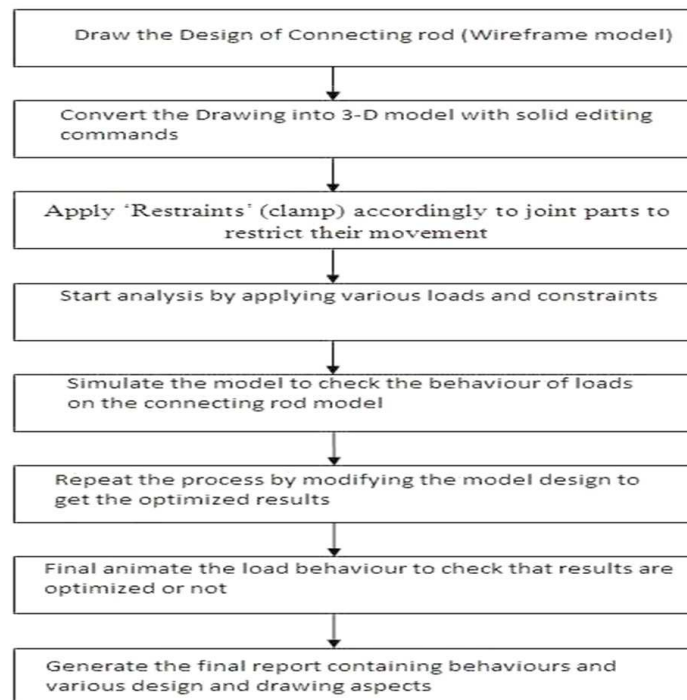 Draw the Design of Connecting rod (Wireframe model)
Convert the Drawing into 3-D model with solid editing
commands
Apply ‘Restraints’ (clamp) accordingly to joint parts to
restrict their movement
Start analysis by applying various loads and constraints
Simulate the model to check the behaviour of loads
on the connecting rod model
Repeat the process by modifying the model design to
get the optimized results
Final animate the load behaviour to check that results are
optimized or not
Generate the final report containing behaviours and
various design and drawing aspects